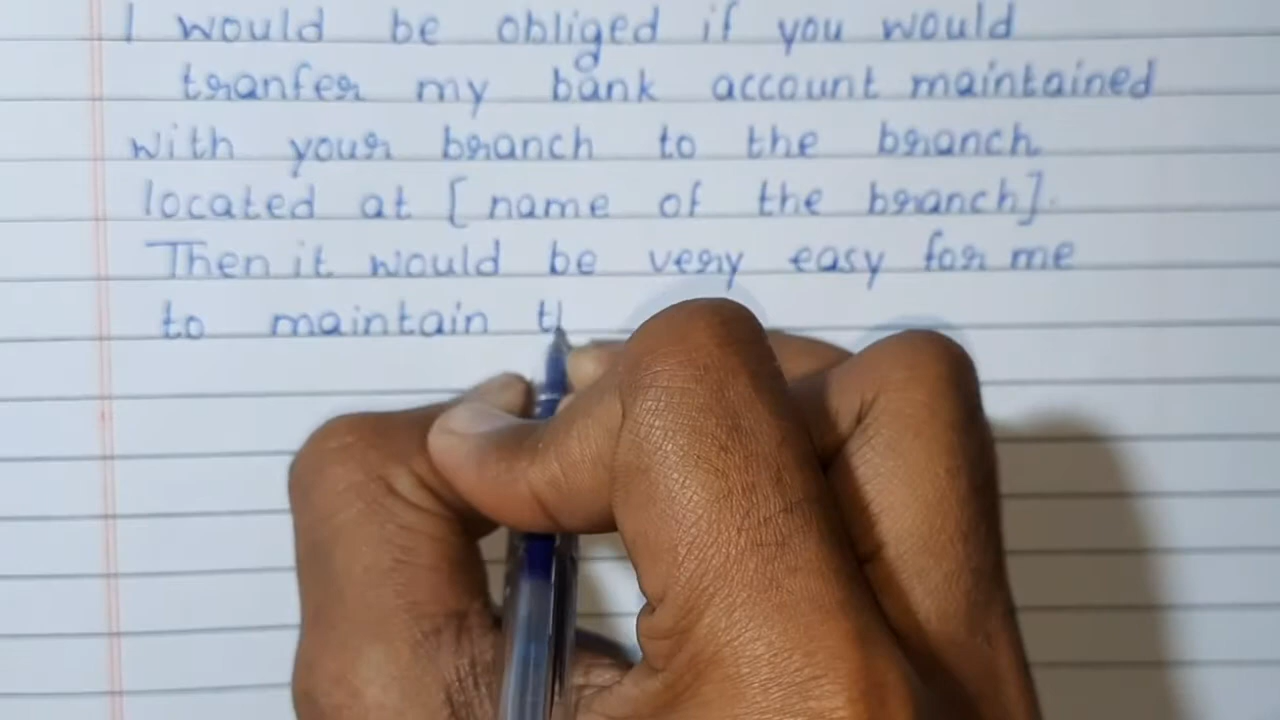 I would be obliged if you would
tranfer my bank account maintained
with your branch to the branch
located at [name of the branch].
Then it would be very easy for me
to maintain